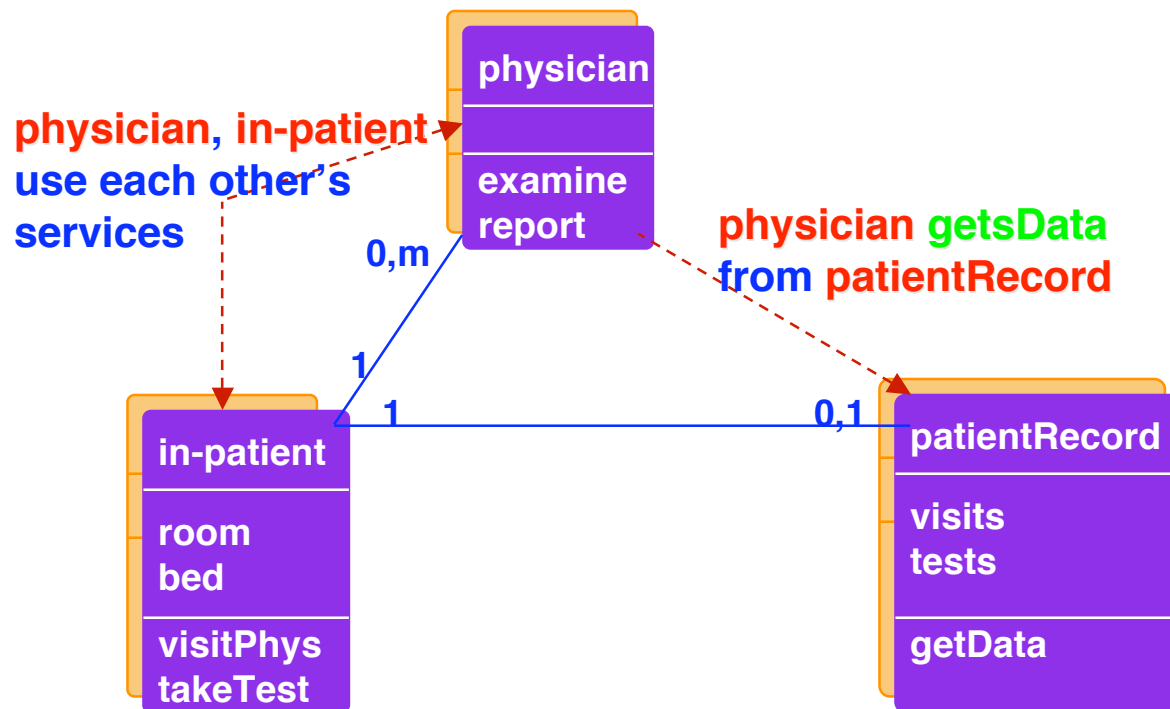 physician
examine
report
physician, in-patient
use each other’s
services
physician getsData
from patientRecord
0,m
1
1
0,1
in-patient
room
bed
visitPhys
takeTest
patientRecord
visits
tests
getData